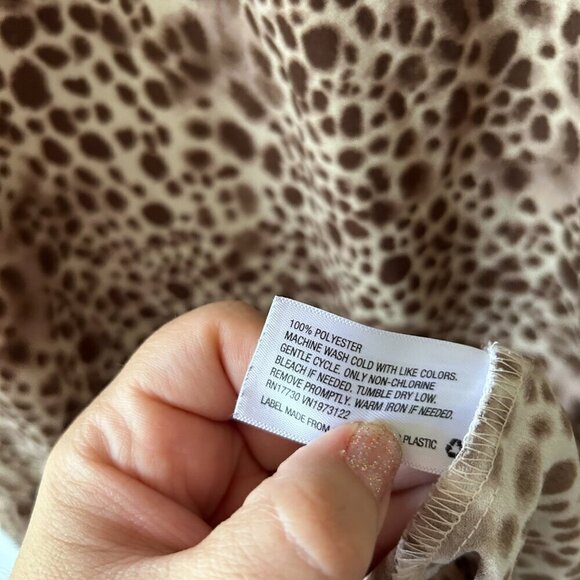 100% POLYESTER
MACHINE WASH COLD WITH LIKE COLORS.
GENTLE CYCLE. ONLY NON-CHLORINE
BLEACH IF NEEDED. TUMBLE DRY LOW.
REMOVE PROMPTLY. WARM IRON IF NEEDED.
RN17730 VN1973122
LABEL MADE FROM PLASTIC